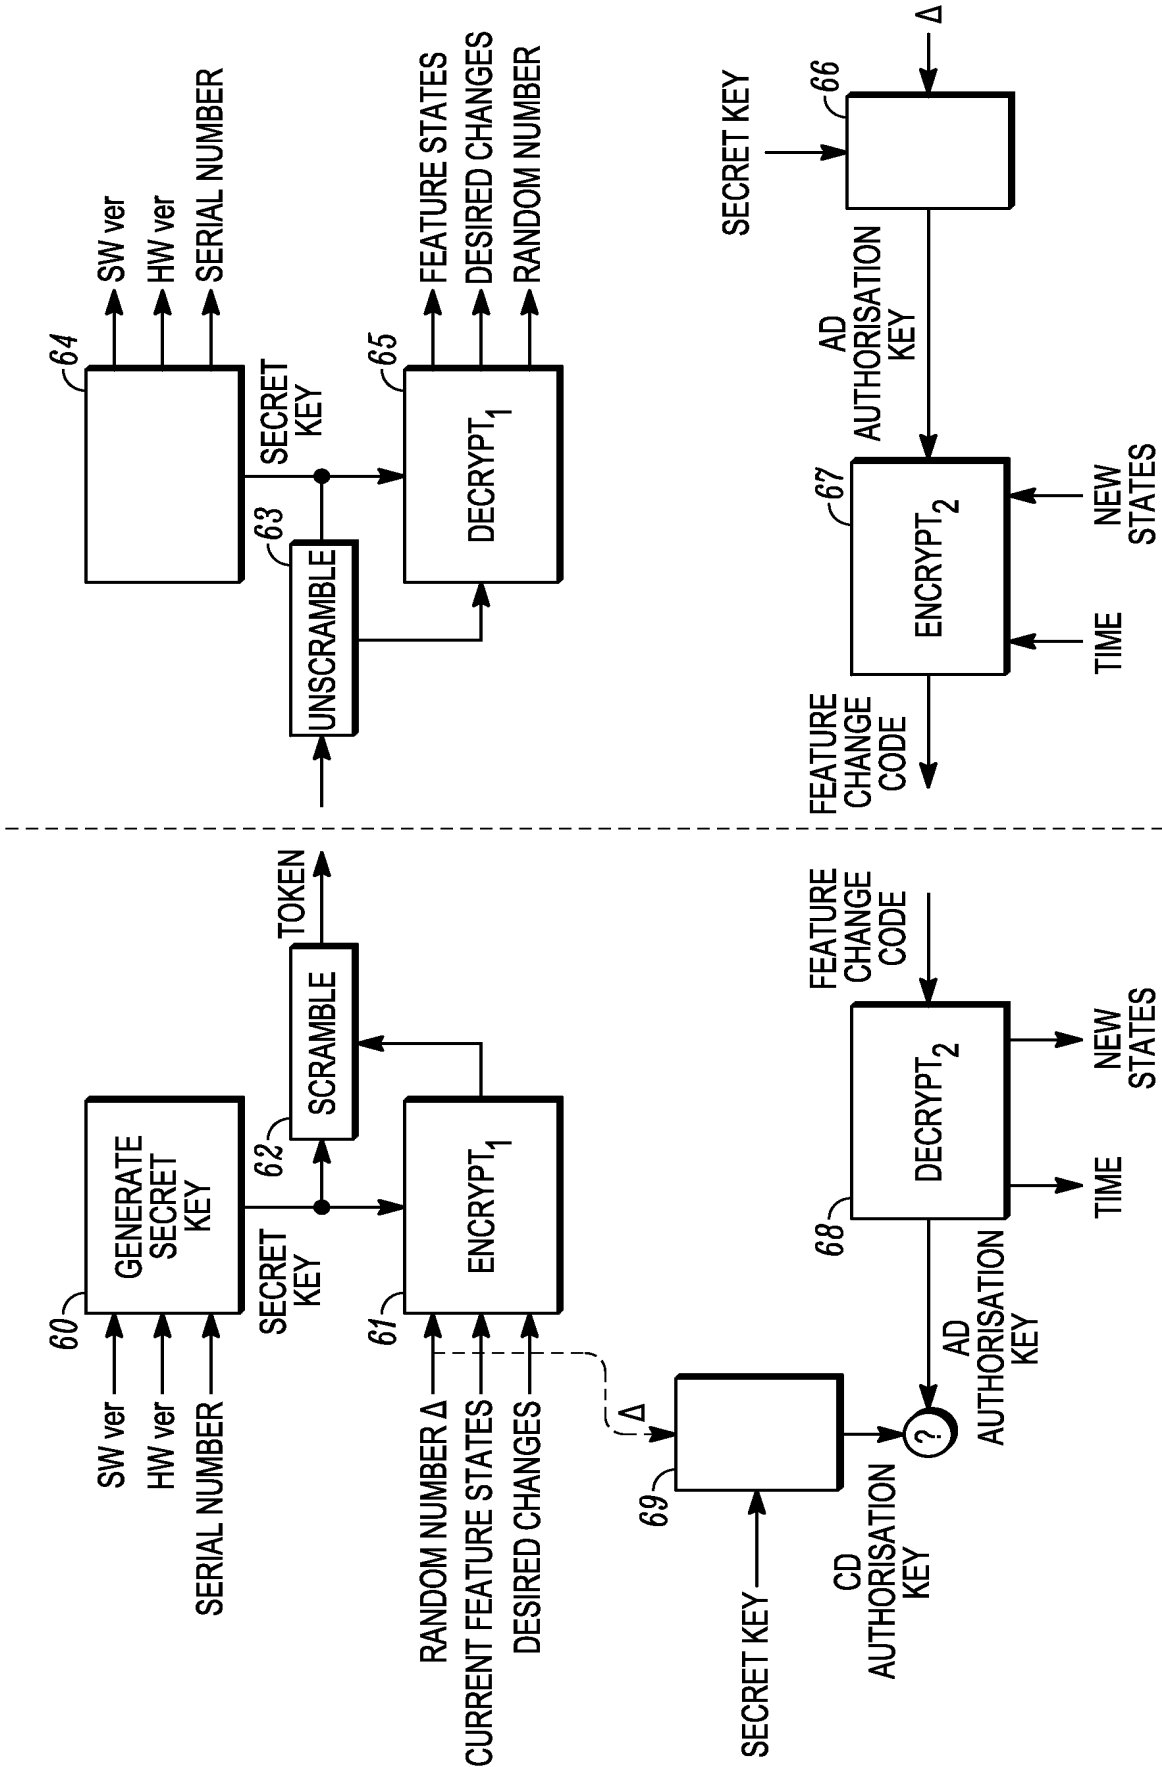 SW ver
HW ver
SERIAL NUMBER
60
GENERATE
SECRET
KEY
SECRET
KEY
62
SCRAMBLE
TOKEN
RANDOM NUMBER Δ
CURRENT FEATURE STATES
DESIRED CHANGES
61
ENCRYPT1
63
UNSCRAMBLE
64
SW ver
HW ver
SERIAL NUMBER
SECRET
KEY
65
DECRYPT1
FEATURE STATES
DESIRED CHANGES
RANDOM NUMBER
Δ
69
SECRET KEY
CD
AUTHORISATION
KEY
?
AD
AUTHORISATION
KEY
68
DECRYPT2
TIME
NEW
STATES
FEATURE
CHANGE
CODE
FEATURE
CHANGE
CODE
67
ENCRYPT2
TIME
NEW
STATES
AD
AUTHORISATION
KEY
SECRET KEY
66
Δ